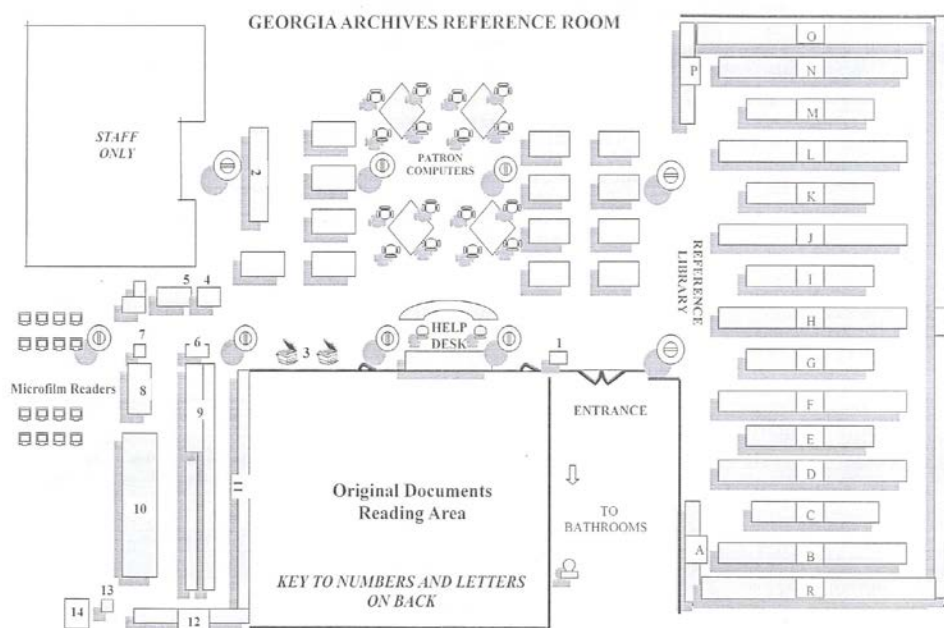 GEORGIA ARCHIVES REFERENCE ROOM
STAFF
ONLY
2
PATRON
COMPUTERS
5
4
7
6
3
HELP
DESK
1
Microfilm Readers
8
9
10
11
13
14
12
ENTRANCE
Original Documents
Reading Area
TO
BATHROOMS
KEY TO NUMBERS AND LETTERS
ON BACK
REFERENCE
LIBRARY
O
P
N
M
L
K
J
I
H
G
F
E
D
C
A
B
R